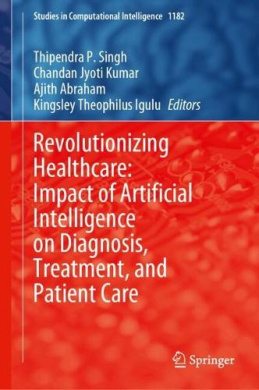 Studies in Computational Intelligence 1182
Thipendra P. Singh
Chandan Jyoti Kumar
Ajith Abraham
Kingsley Theophilus Igulu Editors
Revolutionizing
Healthcare:
Impact of Artificial
Intelligence
on Diagnosis,
Treatment, and
Patient Care
Springer